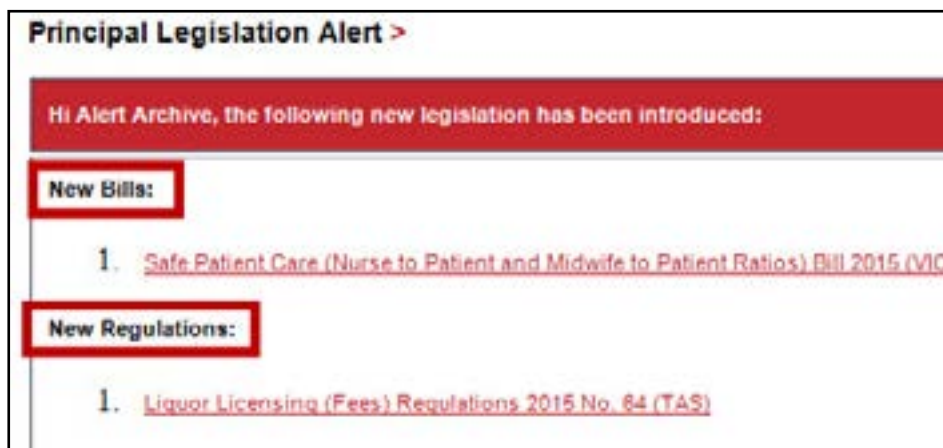 Principal Legislation Alert >
Hi Alert Archive, the following new legislation has been introduced:
New Bills:
1. Safe Patient Care (Nurse to Patient and Midwife to Patient Ratios) Bill 2015 (VIC
New Regulations:
1. Liquor Licensing (Fees) Regulations 2015 No. 64 (TAS)